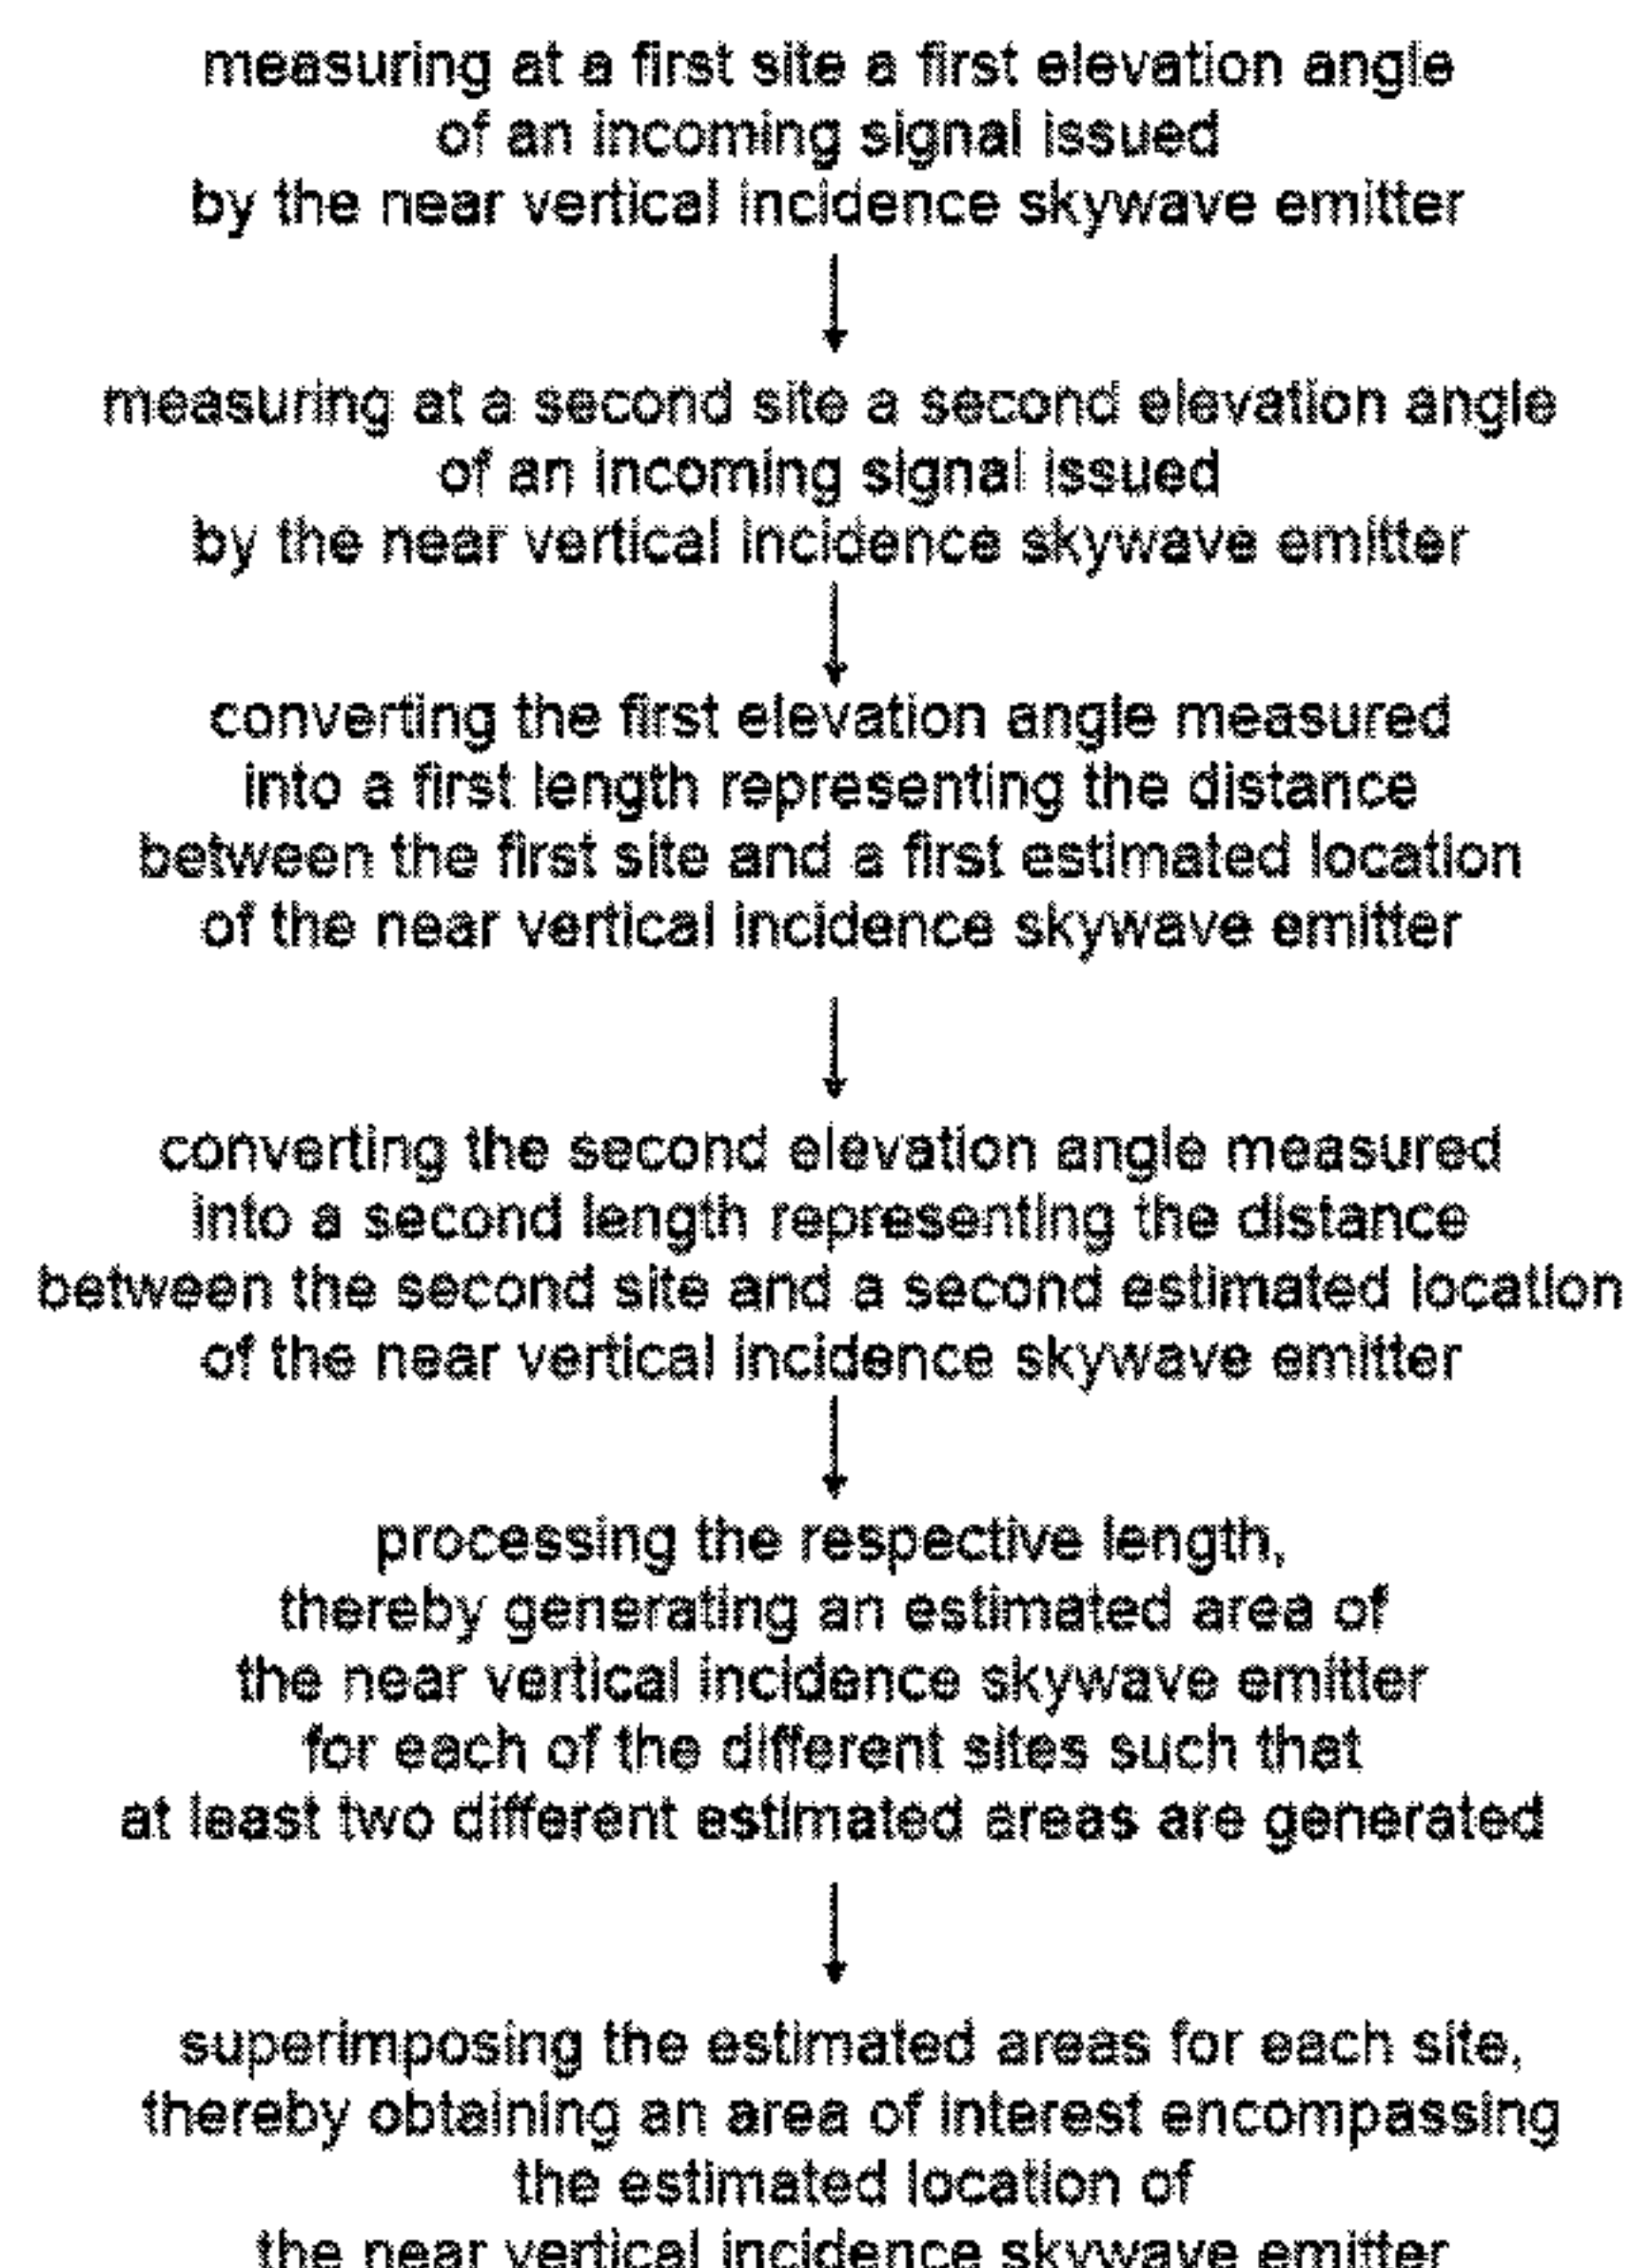 measuring at a first site a first elevation angle
of an incoming signal issued
by the near vertical incidence skywave emitter
measuring at a second site a second elevation angle
of an incoming signal issued
by the near vertical incidence skywave emitter
converting the first elevation angle measured
into a first length representing the distance
between the first site and a first estimated location
of the near vertical incidence skywave emitter
converting the second elevation angle measured
into a second length representing the distance
between the second site and a second estimated location
of the near vertical incidence skywave emitter
processing the respective length,
thereby generating an estimated area of
the near vertical incidence skywave emitter
for each of the different sites such that
at least two different estimated areas are generated
superimposing the estimated areas for each site,
thereby obtaining an area of interest encompassing
the estimated location of
the near vertical incidence skywave emitter